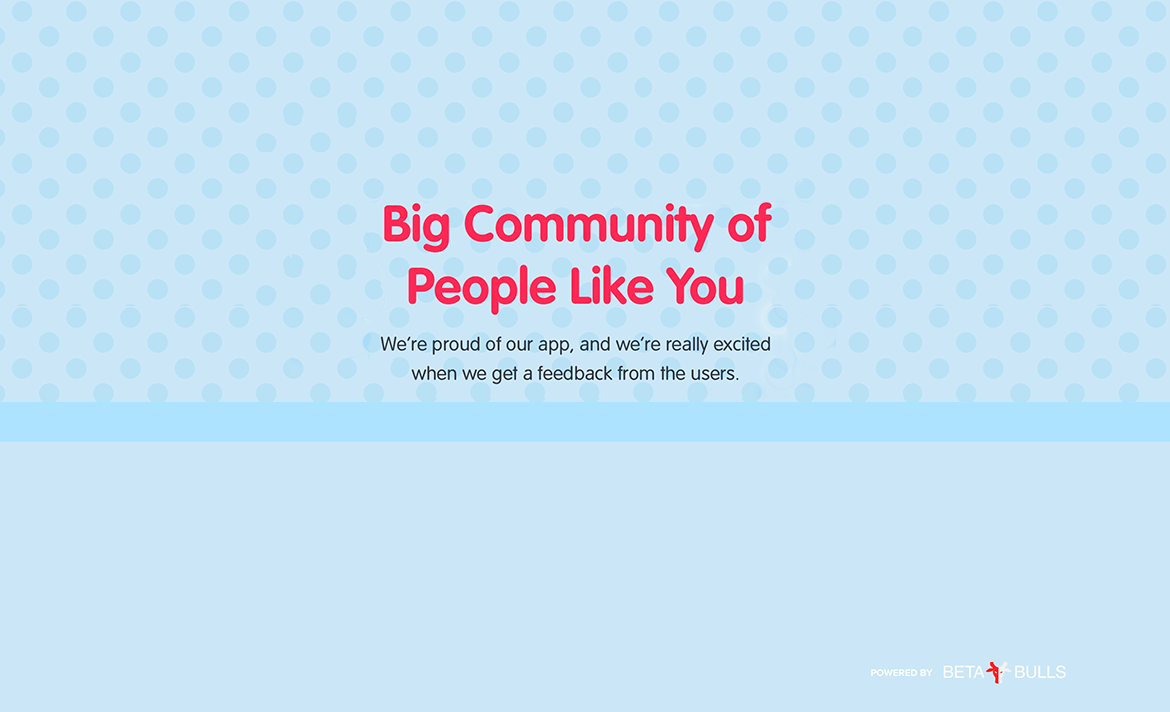 Big Community of
People Like You
We're proud of our app, and we're really excited
when we get a feedback from the users.
POWERED BY BETA BULLS